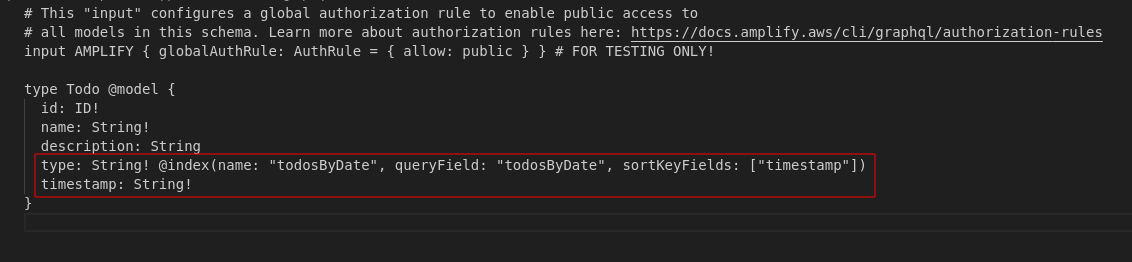 # This "input" configures a global authorization rule to enable public access to
# all models in this schema. Learn more about authorization rules here: https://docs.amplify.aws/cli/graphql/authorization-rules
input AMPLIFY { globalAuthRule: AuthRule = { allow: public } } # FOR TESTING ONLY!
type Todo @model {
id: ID!
name: String!
description: String
type: String! @index(name: "todosByDate", queryField: "todosByDate", sortKeyFields: ["timestamp"])
timestamp: String!
}